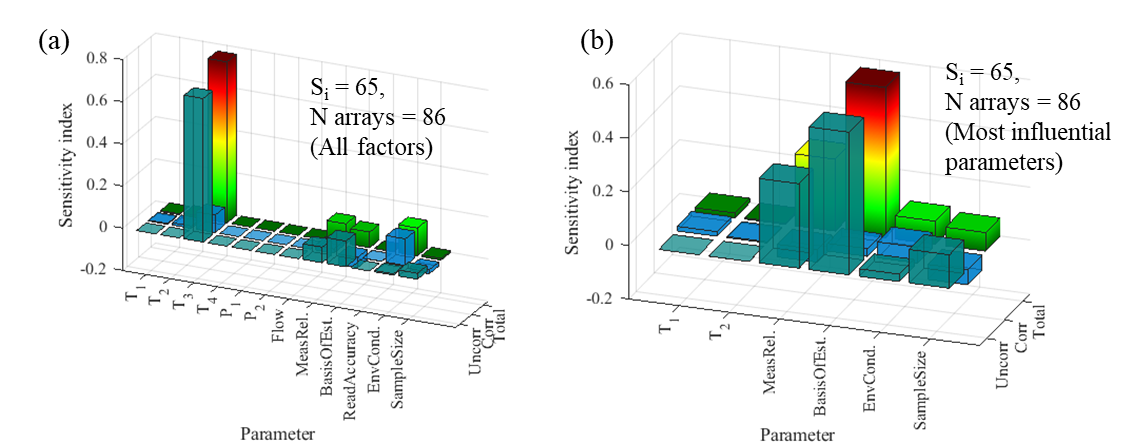 (a)
0.8
0.6
0.4
0.2
0
-0.2
Sensitivity index
S_i = 65,
N arrays = 86
(All factors)
T_1
T_2
T_3
T_4
P_1
P_2
Flow
MeasRel.
BasisOfEst.
ReadAccuracy
EnvCond.
SampleSize
Uncorr
Corr
Total
Parameter
(b)
0.6
0.4
0.2
0
-0.2
Sensitivity index
S_i = 65,
N arrays = 86
(Most influential
parameters)
T_1
T_2
MeasRel.
BasisOfEst.
EnvCond.
SampleSize
Uncorr
Corr
Total
Parameter